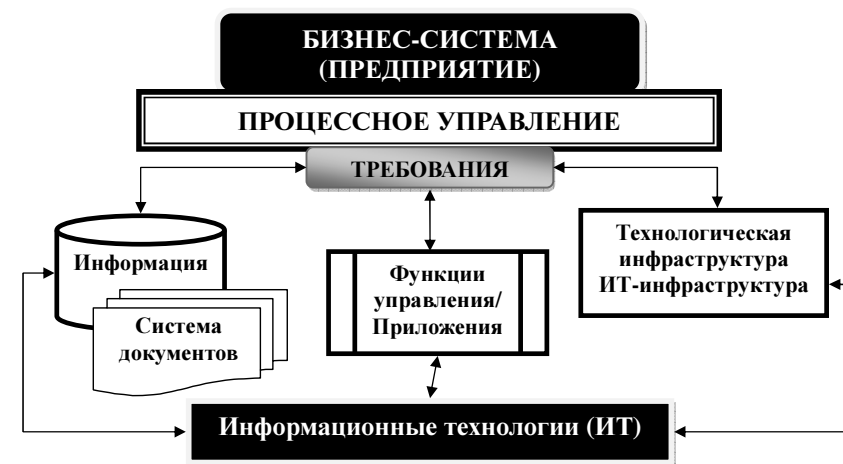 БИЗНЕС-СИСТЕМА
(ПРЕДПРИЯТИЕ)
ПРОЦЕССНОЕ УПРАВЛЕНИЕ
ТРЕБОВАНИЯ
Информация
Система
документов
Функции
управления/
Приложения
Технологическая
инфраструктура
ИТ-инфраструктура
Информационные технологии (ИТ)